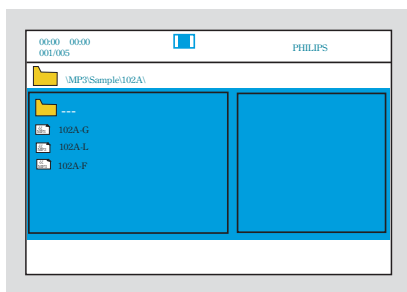 00:00 00:00
001/005
PHILIPS
\MP3\Sample\102A\
---
102A-G
102A-L
102A-F